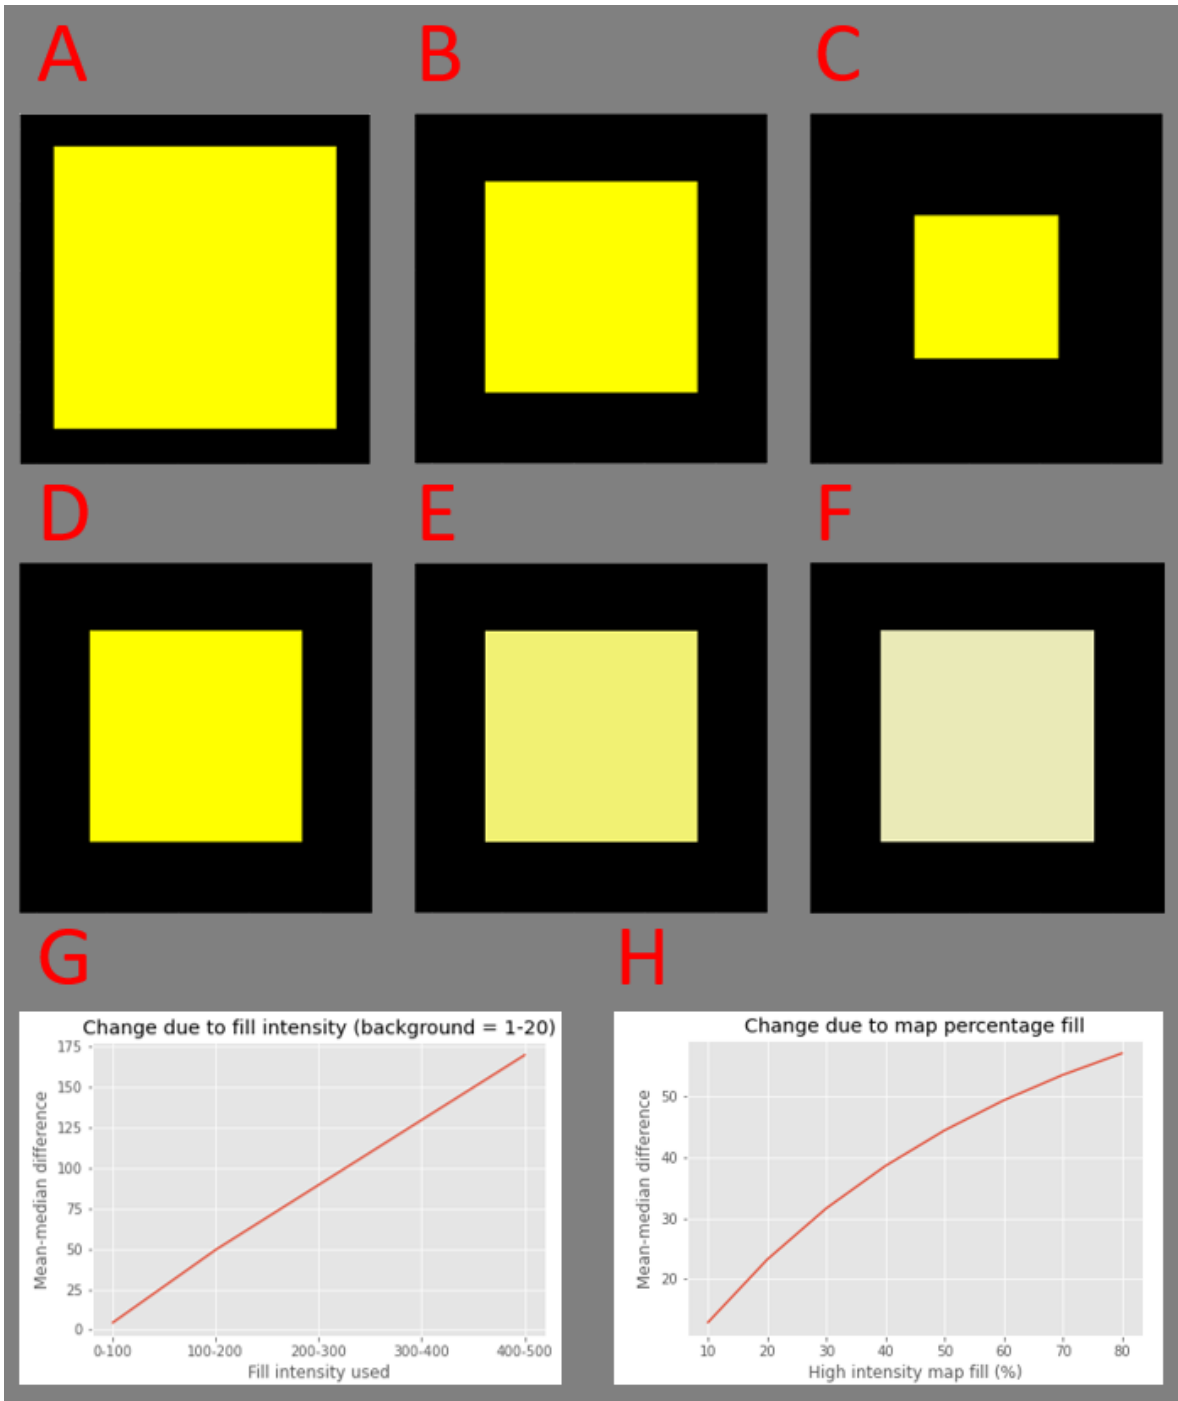 A B C
D E F
G H
Change due to fill intensity (background = 1-20)
175
150
125
100
75
50
25
0
Mean-median difference
0-100 100-200 200-300 300-400 400-500
Fill intensity used
Change due to map percentage fill
50
40
30
20
Mean-median difference
10 20 30 40 50 60 70 80
High intensity map fill (%)